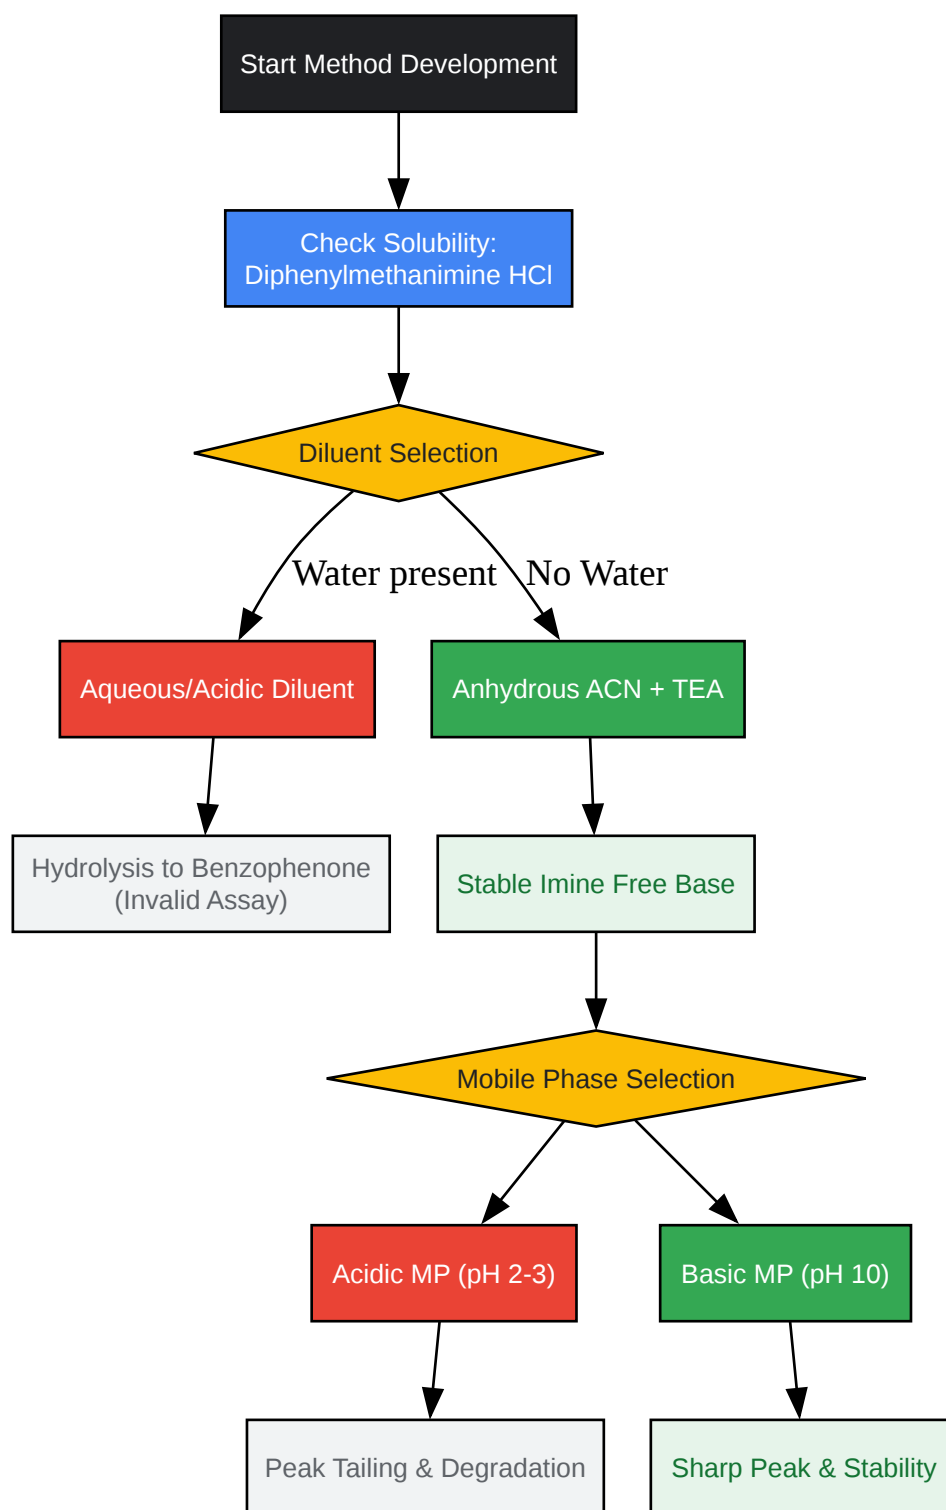 Start Method Development
Check Solubility:
Diphenylmethanimine HCl
Diluent Selection
Water present
No Water
Aqueous/Acidic Diluent
Anhydrous ACN + TEA
Hydrolysis to Benzophenone
(Invalid Assay)
Stable Imine Free Base
Mobile Phase Selection
Acidic MP (pH 2-3)
Basic MP (pH 10)
Peak Tailing & Degradation
Sharp Peak & Stability